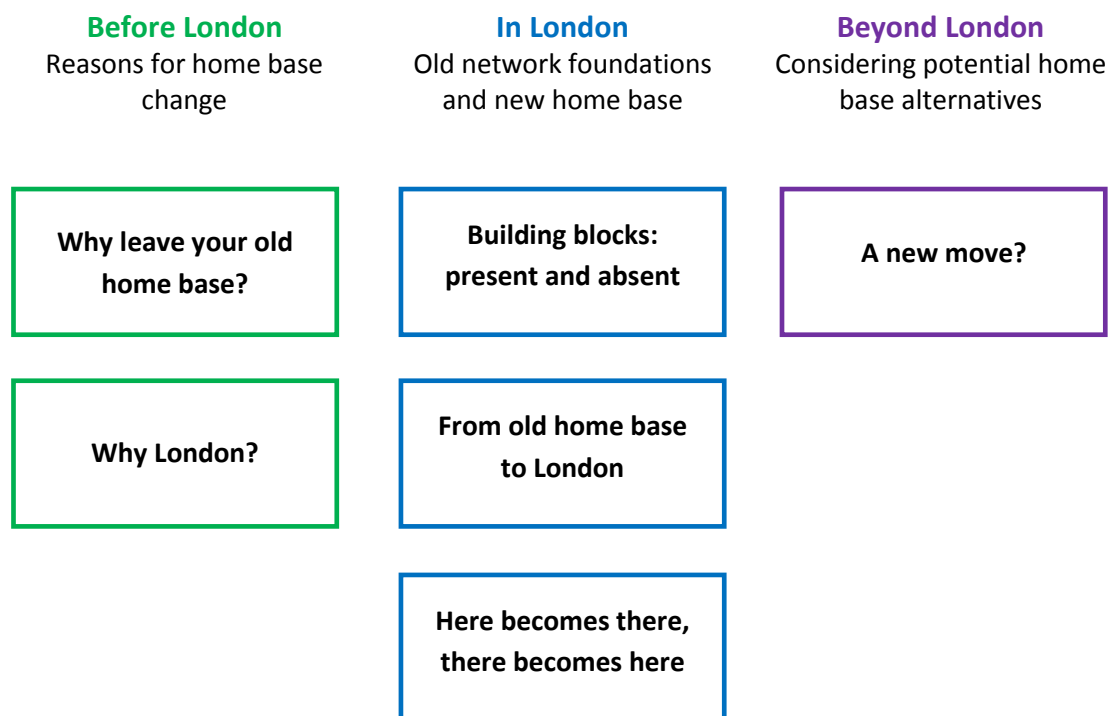 Before London
Reasons for home base
change
In London
Old network foundations
and new home base
Beyond London
Considering potential home
base alternatives
Why leave your old
home base?
Why London?
Building blocks:
present and absent
From old home base
to London
Here becomes there,
there becomes here
A new move?